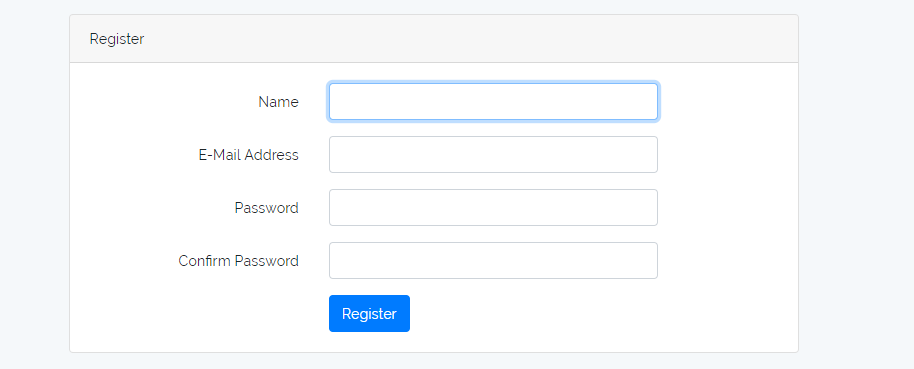 Register
Name
E-Mail Address
Password
Confirm Password
Register